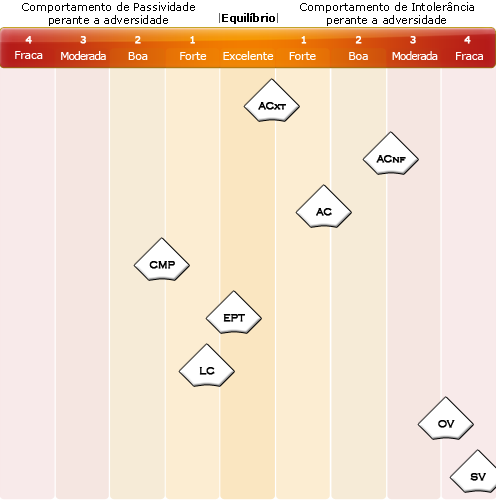 Comportamento de Passividade
perante a adversidade
|Equilíbrio|
Comportamento de Intolerância
perante a adversidade
4 3 2 1 1 2 3 4
Fraca Moderada Boa Forte Excelente Forte Boa Moderada Fraca
ACXT
ACNF
AC
CMP
EPT
LC
OV
SV